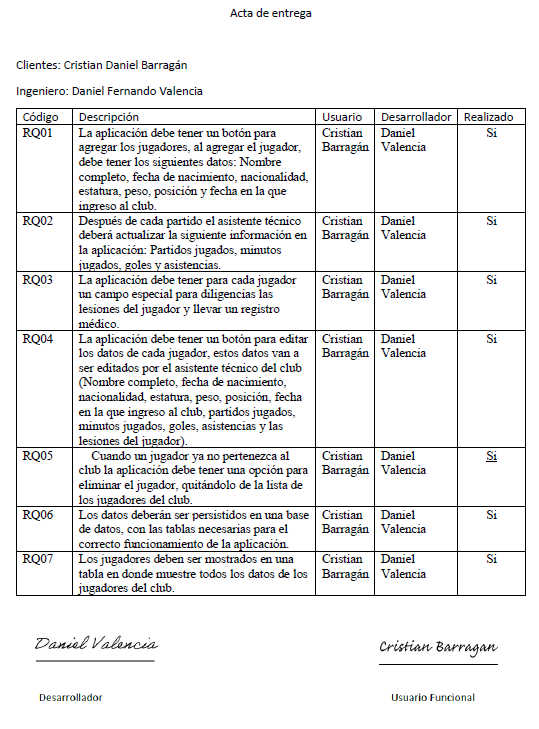 Acta de entrega
Clientes: Cristian Daniel Barragán
Ingeniero: Daniel Fernando Valencia
Código Descripción Usuario Desarrollador Realizado
RQ01 La aplicación debe tener un botón para Cristian Daniel Si
agregar los jugadores, al agregar el jugador, Barragán Valencia
debe tener los siguientes datos: Nombre
completo, fecha de nacimiento, nacionalidad,
estatura, peso, posición y fecha en la que
ingreso al club.
RQ02 Después de cada partido el asistente técnico Cristian Daniel Si
deberá actualizar la siguiente información en Barragán Valencia
la aplicación: Partidos jugados, minutos
jugados, goles y asistencias.
RQ03 La aplicación debe tener para cada jugador Cristian Daniel Si
un campo especial para diligencias las Barragán Valencia
lesiones del jugador y llevar un registro
médico.
RQ04 La aplicación debe tener un botón para editar Cristian Daniel Si
los datos de cada jugador, estos datos van a Barragán Valencia
ser editados por el asistente técnico del club
(Nombre completo, fecha de nacimiento,
nacionalidad, estatura, peso, posición, fecha
en la que ingreso al club, partidos jugados,
minutos jugados, goles, asistencias y las
lesiones del jugador).
RQ05 Cuando un jugador ya no pertenezca al Cristian Daniel Si
club la aplicación debe tener una opción para Barragán Valencia
eliminar el jugador, quitándolo de la lista de
los jugadores del club.
RQ06 Los datos deberán ser persistidos en una base Cristian Daniel Si
de datos, con las tablas necesarias para el Barragán Valencia
correcto funcionamiento de la aplicación.
RQ07 Los jugadores deben ser mostrados en una Cristian Daniel Si
tabla en donde muestre todos los datos de los Barragán Valencia
jugadores del club.
Daniel Valencia Cristian Barragan
Desarrollador Usuario Funcional